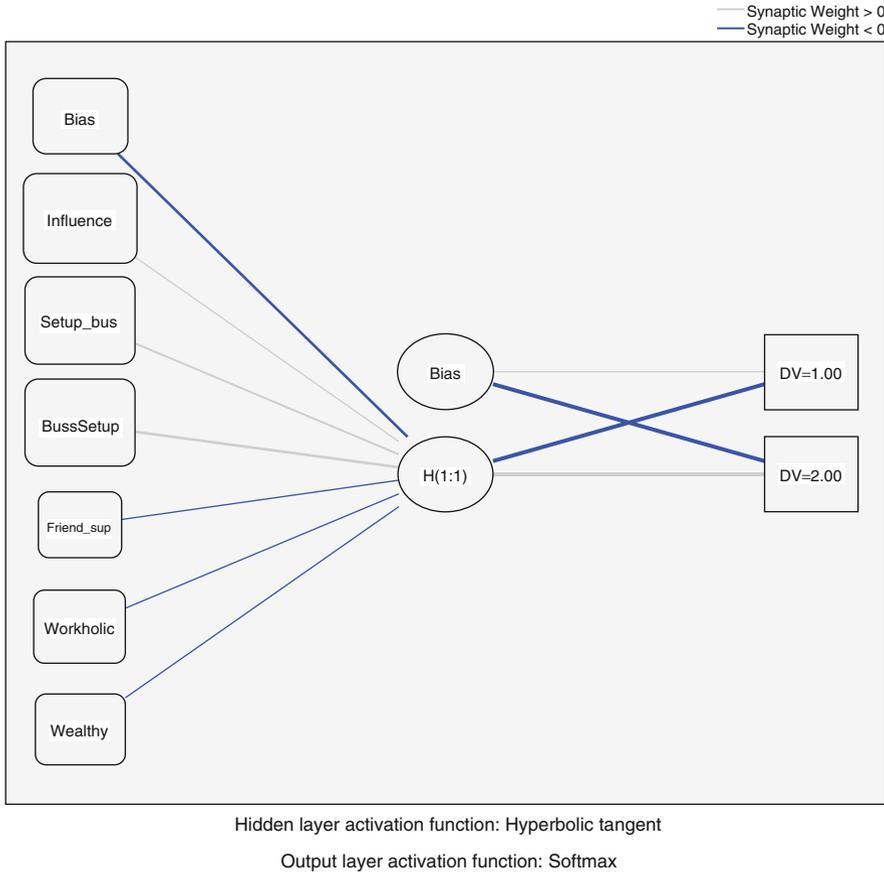 Synaptic Weight > 0
Synaptic Weight < 0
Bias
Influence
Setup_bus
BussSetup
Friend_sup
Workholic
Wealthy
Bias
H(1:1)
DV=1.00
DV=2.00
Hidden layer activation function: Hyperbolic tangent
Output layer activation function: Softmax